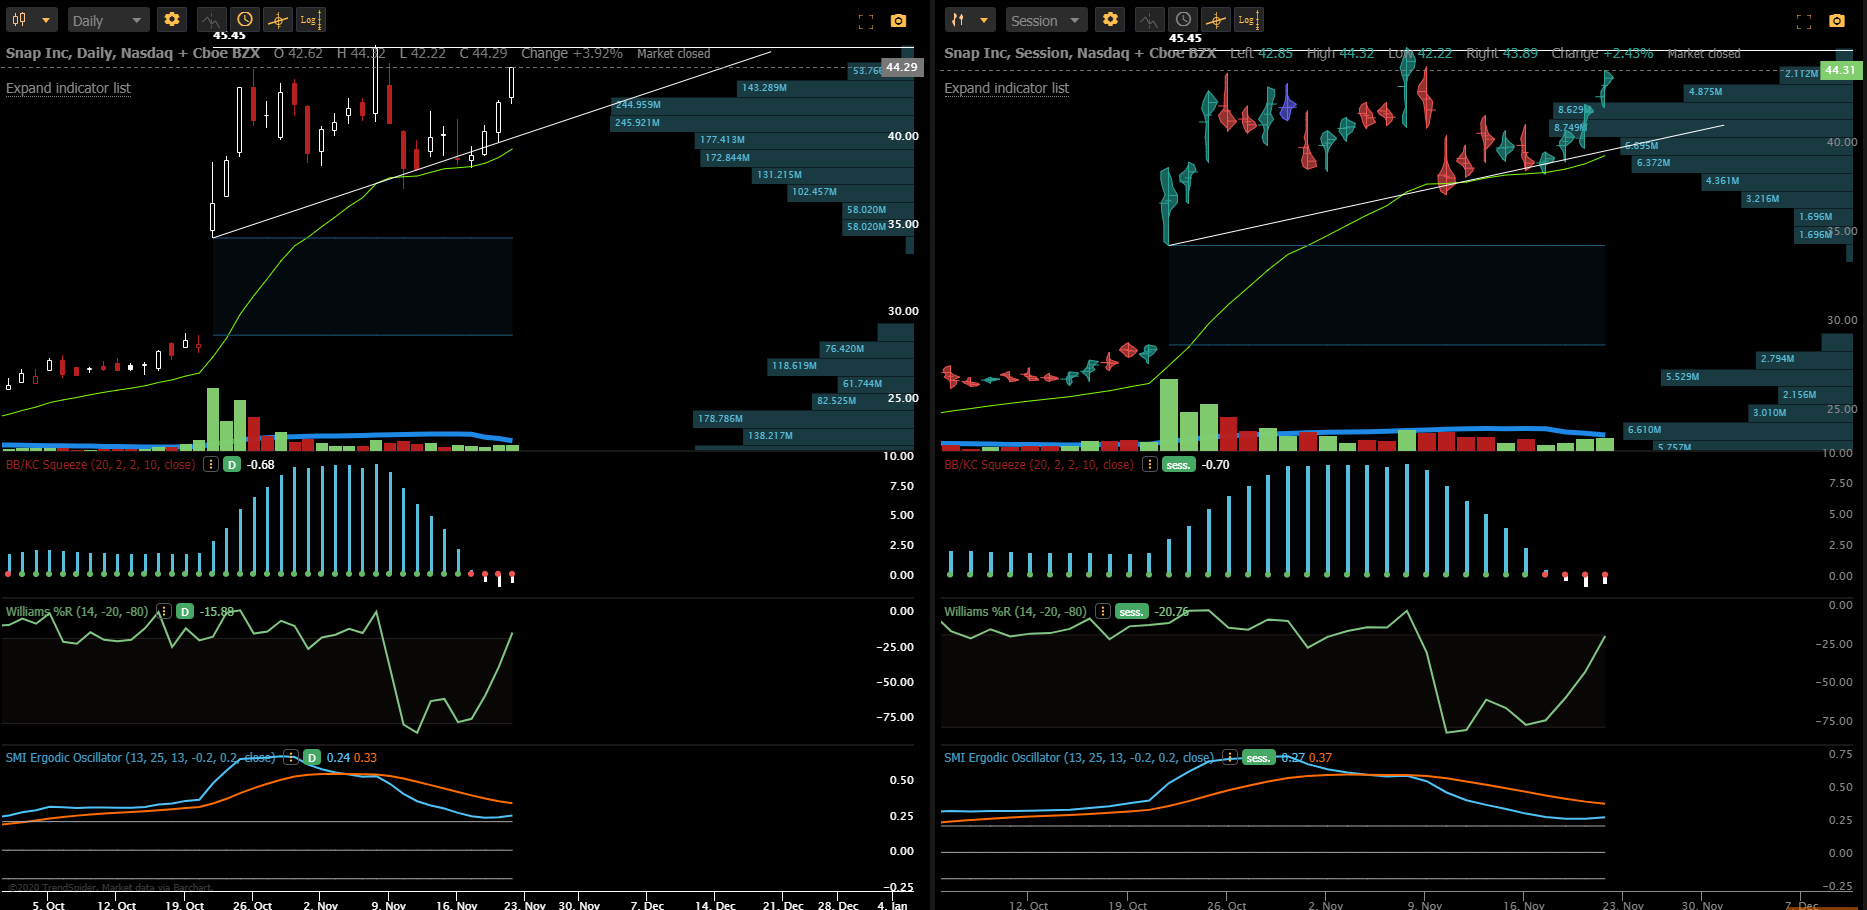 Daily
Log
45.45
Snap Inc, Daily, Nasdaq + Cboe BZX O 42.62 H 44.32 L 42.22 C 44.29 Change +3.92% Market closed
Expand indicator list
44.29
53.766
143.289M
244.959M
245.921M
177.413M
172.844M
131.215M
102.457M
58.020M
58.020M
76.420M
118.619M
61.744M
82.525M
178.786M
138.217M
40.00
35.00
30.00
25.00
BB/KC Squeeze (20, 2, 2, 10, close) D -0.68
10.00
7.50
5.00
2.50
0.00
Williams %R (14, -20, -80) D -15.88
0.00
−25.00
−50.00
−75.00
SMI Ergodic Oscillator (13, 25, 13, -0.2, 0.2, close) D 0.24 0.33
0.50
0.25
0.00
−0.25
©2020 TrendSpider. Market data via Barchart.
5. Oct 12. Oct 19. Oct 26. Oct 2. Nov 9. Nov 16. Nov 23. Nov 30. Nov 7. Dec 14. Dec 21. Dec 28. Dec 4. Jan
Session
Log
45.45
Snap Inc, Session, Nasdaq + Cboe BZX Left 42.85 High 44.32 Low 42.22 Right 43.89 Change +2.43% Market closed
Expand indicator list
44.31
2.112M
4.875M
8.629M
8.749M
6.695M
6.372M
4.361M
3.216M
1.696M
1.696M
2.794M
5.529M
2.156M
3.010M
6.610M
5.757M
40.00
35.00
30.00
25.00
BB/KC Squeeze (20, 2, 2, 10, close) sess. -0.70
10.00
7.50
5.00
2.50
0.00
Williams %R (14, -20, -80) sess. -20.76
0.00
−25.00
−50.00
−75.00
SMI Ergodic Oscillator (13, 25, 13, -0.2, 0.2, close) sess. 0.27 0.37
0.75
0.50
0.25
0.00
−0.25
12. Oct 19. Oct 26. Oct 2. Nov 9. Nov 16. Nov 23. Nov 30. Nov 7. Dec